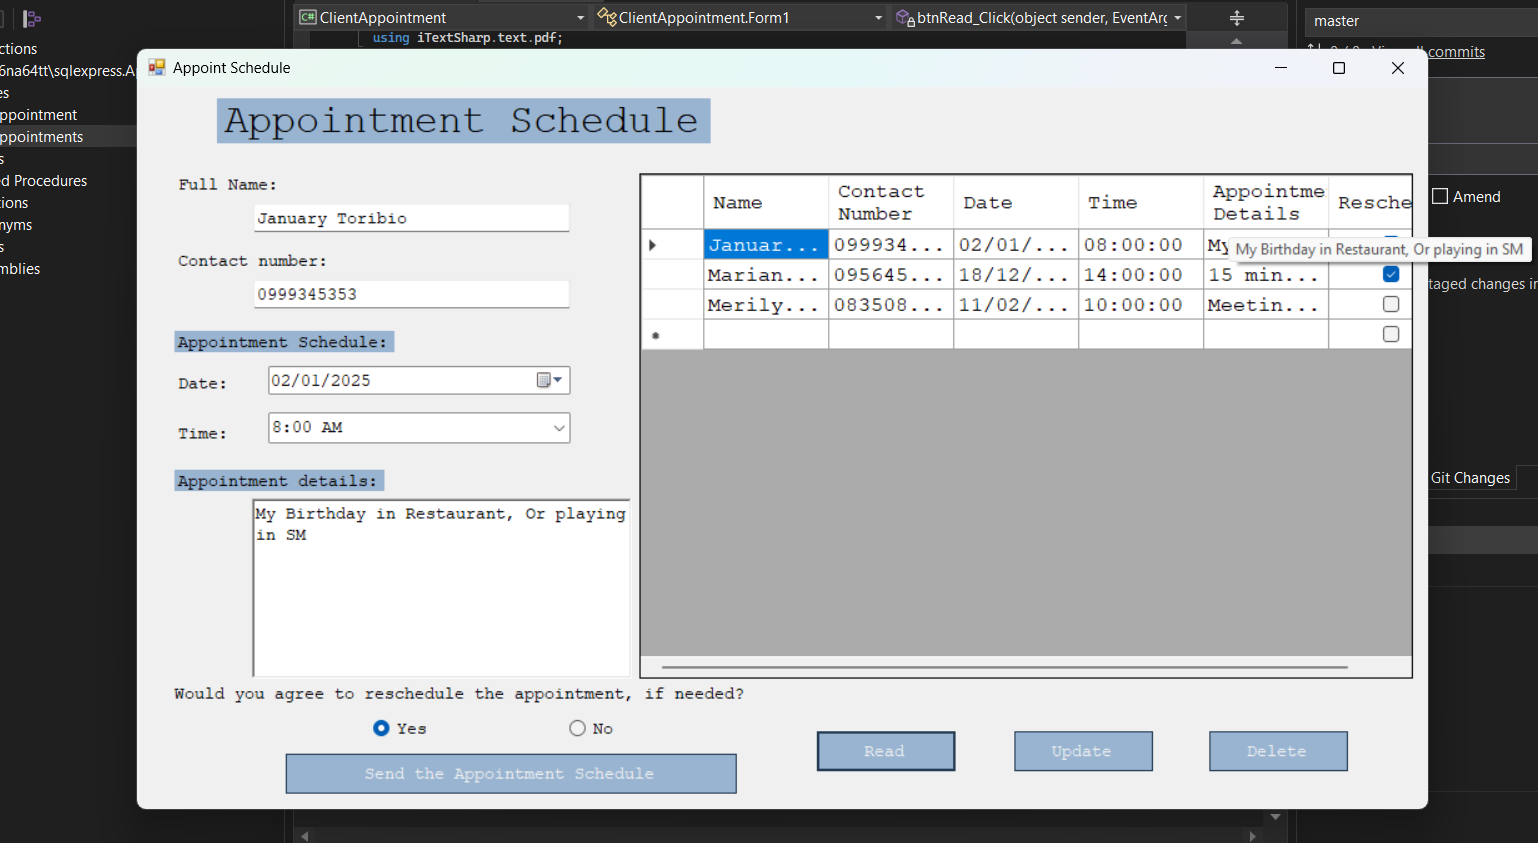 ClientAppointment
ClientAppointment.Form1
btnRead_Click(object sender, EventArg
master
using iTextSharp.text.pdf;
ctions
6na64tt\sqlexpress.A
es
ppointment
ppointments
s
d Procedures
ions
nyms
s
mblies
commits
Amend
taged changes in
Git Changes
Appoint Schedule
Appointment Schedule
Full Name:
January Toribio
Contact number:
0999345353
Appointment Schedule:
Date:
02/01/2025
Time:
8:00 AM
Appointment details:
My Birthday in Restaurant, Or playing
in SM
Would you agree to reschedule the appointment, if needed?
Yes
No
Send the Appointment Schedule
Name
Contact
Number
Date
Time
Appointme
Details
Resche
Januar... 099934... 02/01/... 08:00:00 My
My Birthday in Restaurant, Or playing in SM
Marian... 095645... 18/12/... 14:00:00 15 min...
Merily... 083508... 11/02/... 10:00:00 Meetin...
Read
Update
Delete